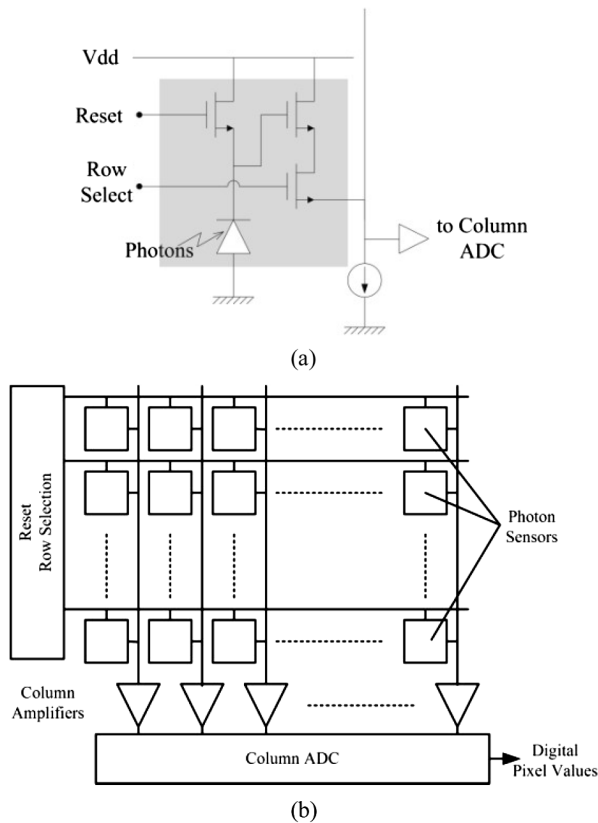 Vdd
Reset
Row
Select
Photons
to Column
ADC
(a)
Reset
Row Selection
Photon
Sensors
Column
Amplifiers
Column ADC
Digital
Pixel Values
(b)